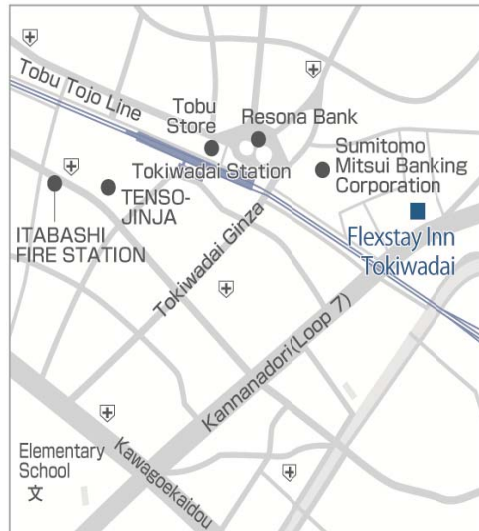 Tobu Tojo Line
Tobu
Store
Resona Bank
Sumitomo
Mitsui Banking
Corporation
Tokiwadai Station
TENSO-
JINJA
ITABASHI
FIRE STATION
Flexstay Inn
Tokiwadai
Tokiwadai Ginza
Kannanadori(Loop 7)
Kawagoekaidou
Elementary
School
文